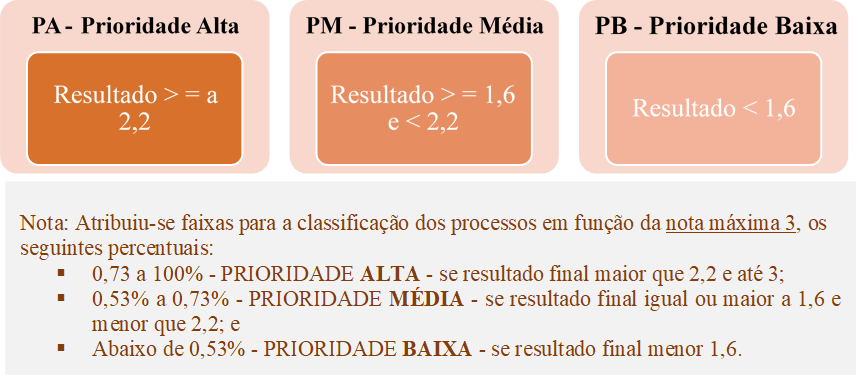 PA - Prioridade Alta
Resultado > = a
2,2
PM - Prioridade Média
Resultado > = 1,6
e < 2,2
PB - Prioridade Baixa
Resultado < 1,6
Nota: Atribuiu-se faixas para a classificação dos processos em função da nota máxima 3, os
seguintes percentuais:
▪ 0,73 a 100% - PRIORIDADE ALTA - se resultado final maior que 2,2 e até 3;
▪ 0,53% a 0,73% - PRIORIDADE MÉDIA - se resultado final igual ou maior a 1,6 e
menor que 2,2; e
▪ Abaixo de 0,53% - PRIORIDADE BAIXA - se resultado final menor 1,6.